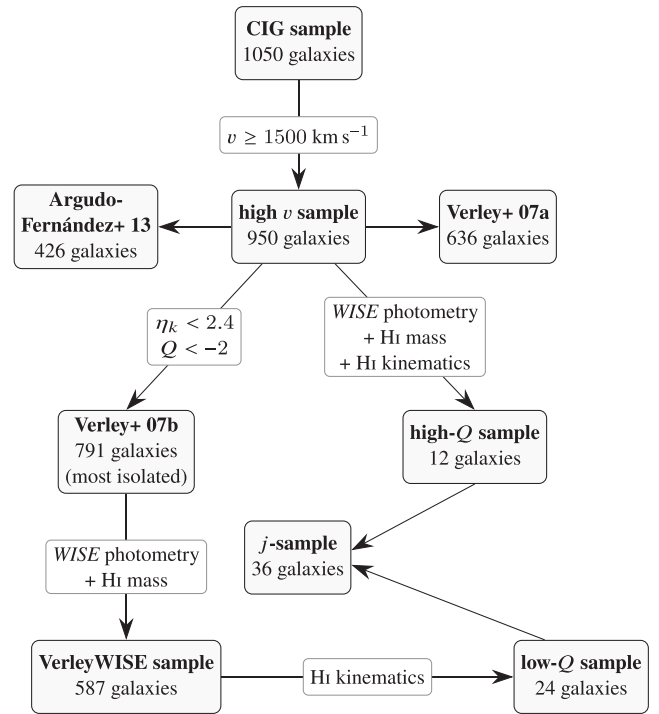 CIG sample
1050 galaxies
v ≥ 1500 km s⁻¹
Argudo-
Fernández+ 13
426 galaxies
high v sample
950 galaxies
Verley+ 07a
636 galaxies
ηₖ < 2.4
Q < −2
WISE photometry
+ HI mass
+ HI kinematics
Verley+ 07b
791 galaxies
(most isolated)
high-Q sample
12 galaxies
j-sample
36 galaxies
WISE photometry
+ HI mass
VerleyWISE sample
587 galaxies
HI kinematics
low-Q sample
24 galaxies